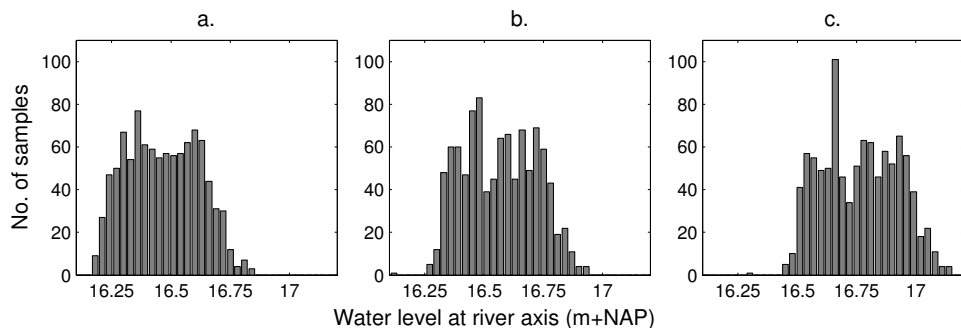 a. b. c.
No. of samples
100 100 100
80 80 80
60 60 60
40 40 40
20 20 20
0 0 0
16.25 16.5 16.75 17 16.25 16.5 16.75 17 16.25 16.5 16.75 17
Water level at river axis (m+NAP)